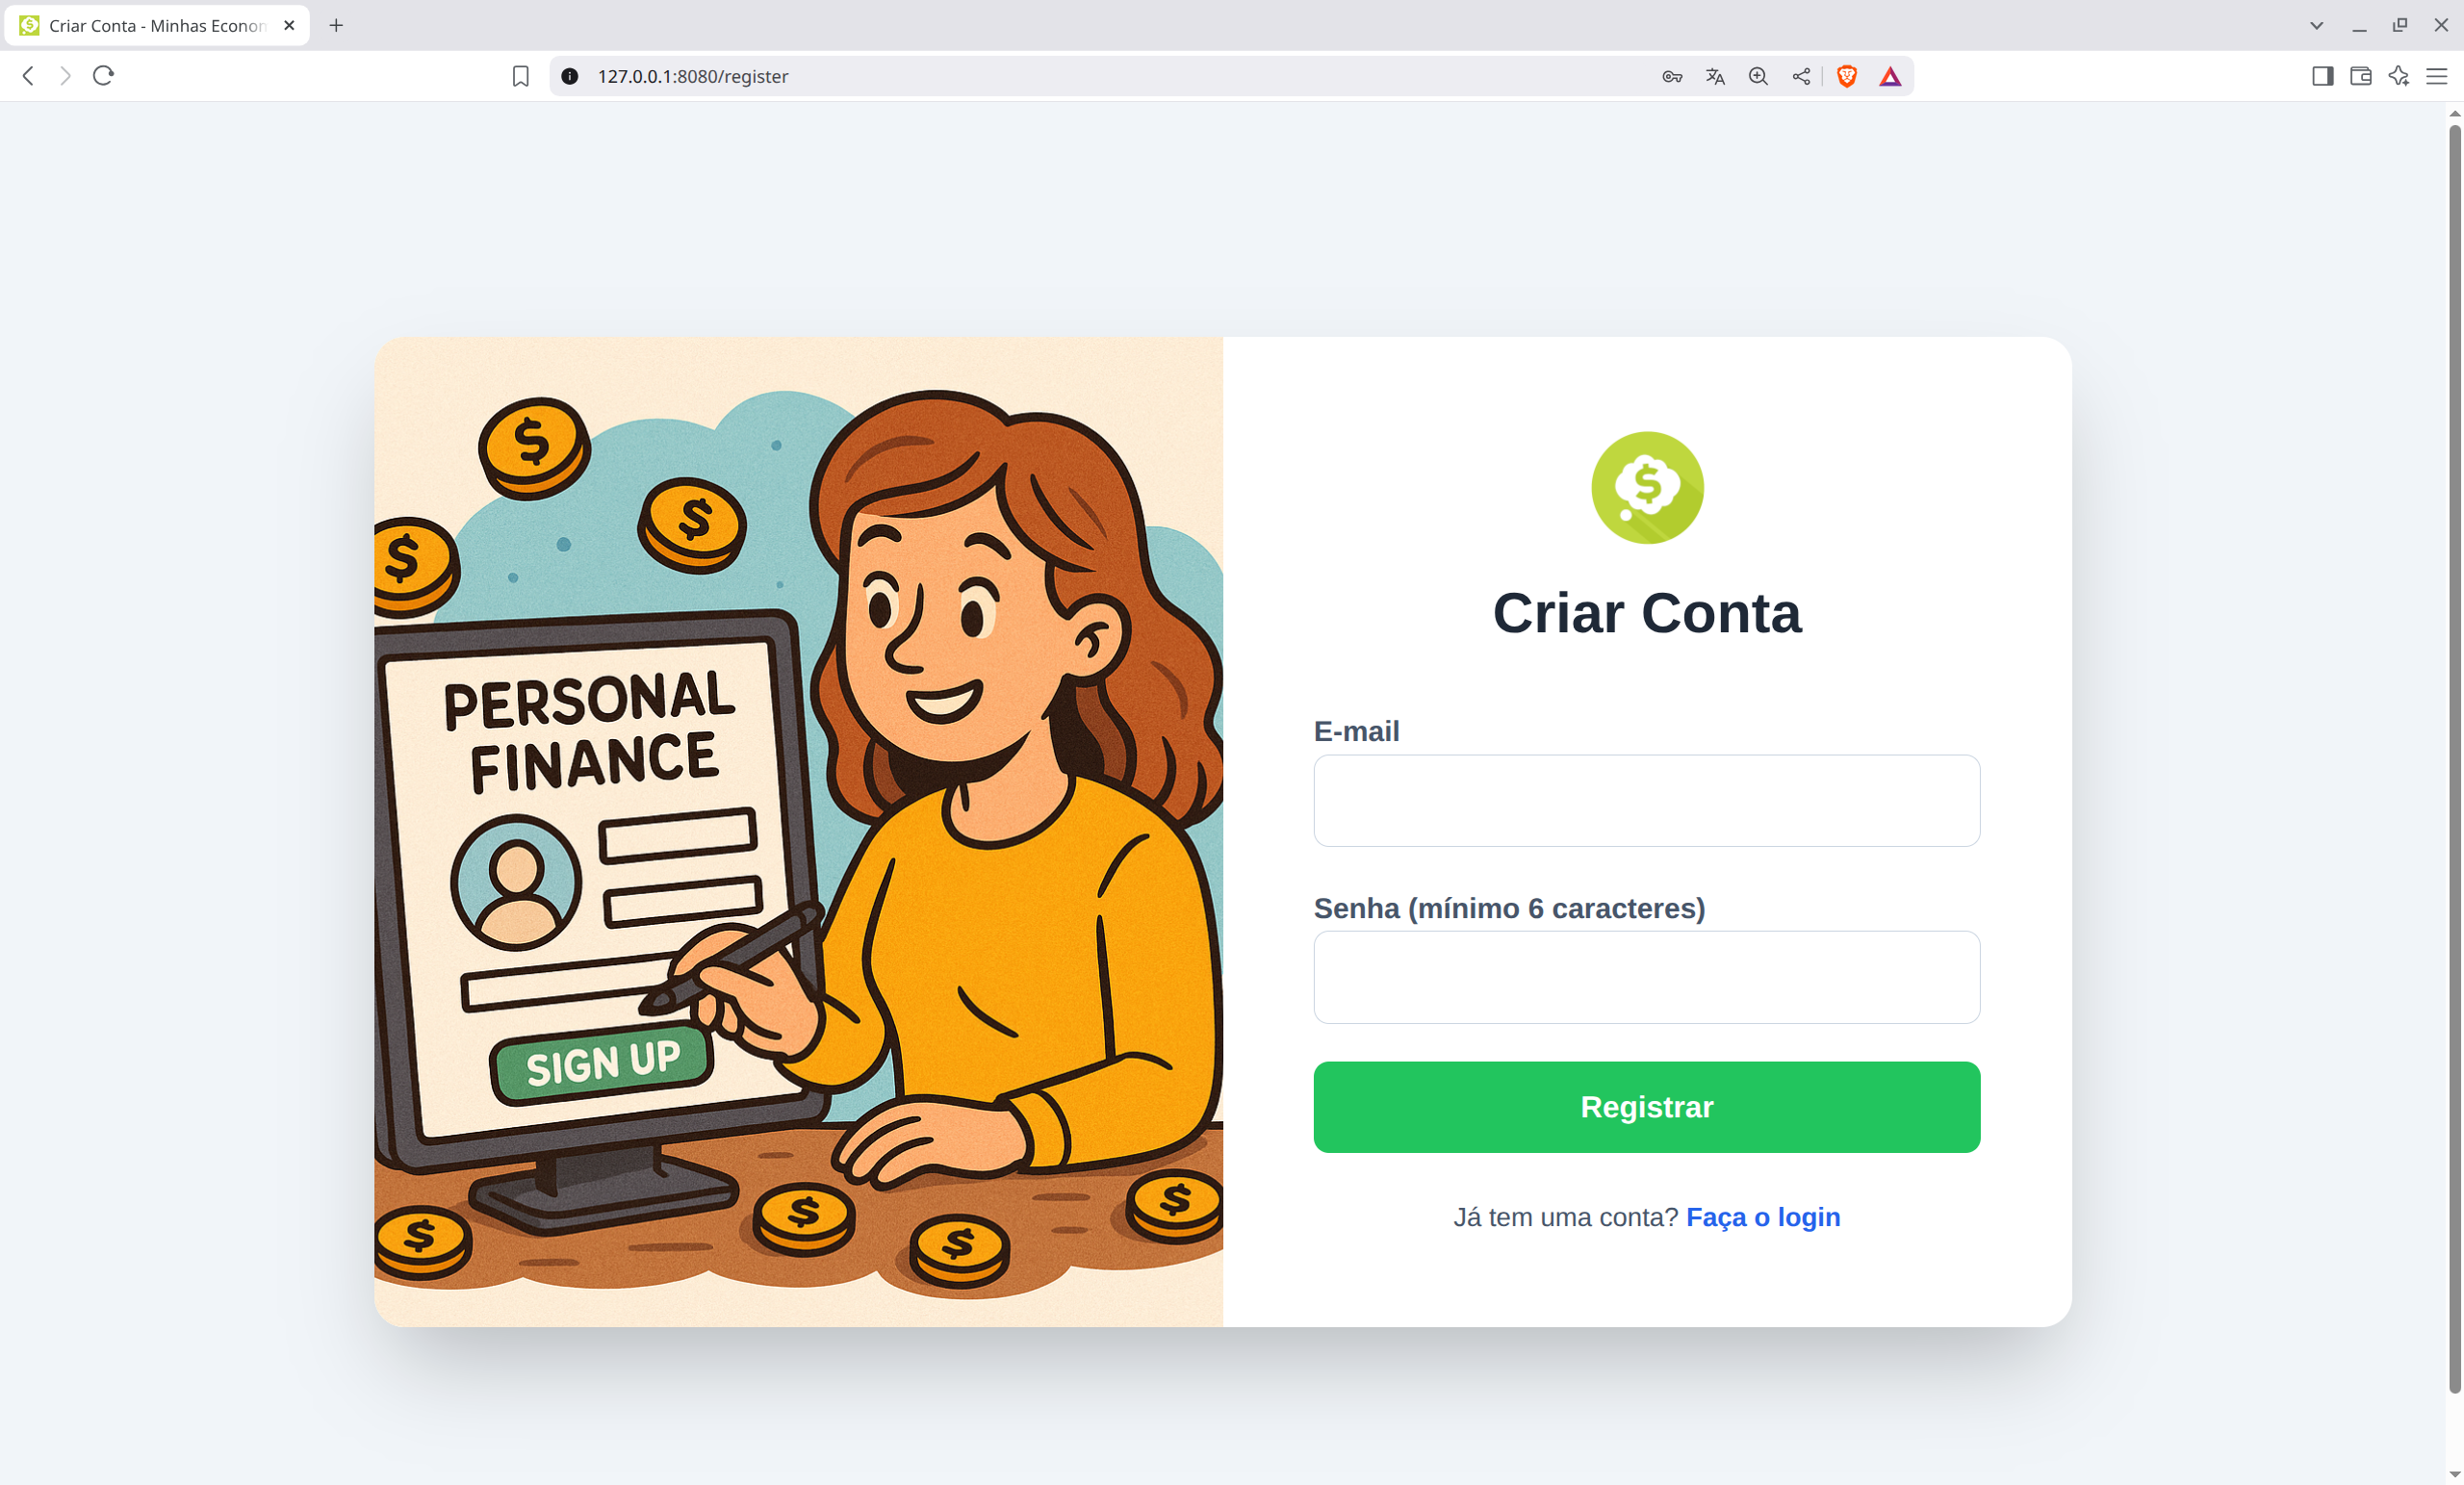 Criar Conta - Minhas Econor
127.0.0.1:8080/register
$
$
$
PERSONAL
FINANCE
SIGN UP
$
$
$
$
$
Criar Conta
E-mail
Senha (mínimo 6 caracteres)
Registrar
Já tem uma conta? Faça o login